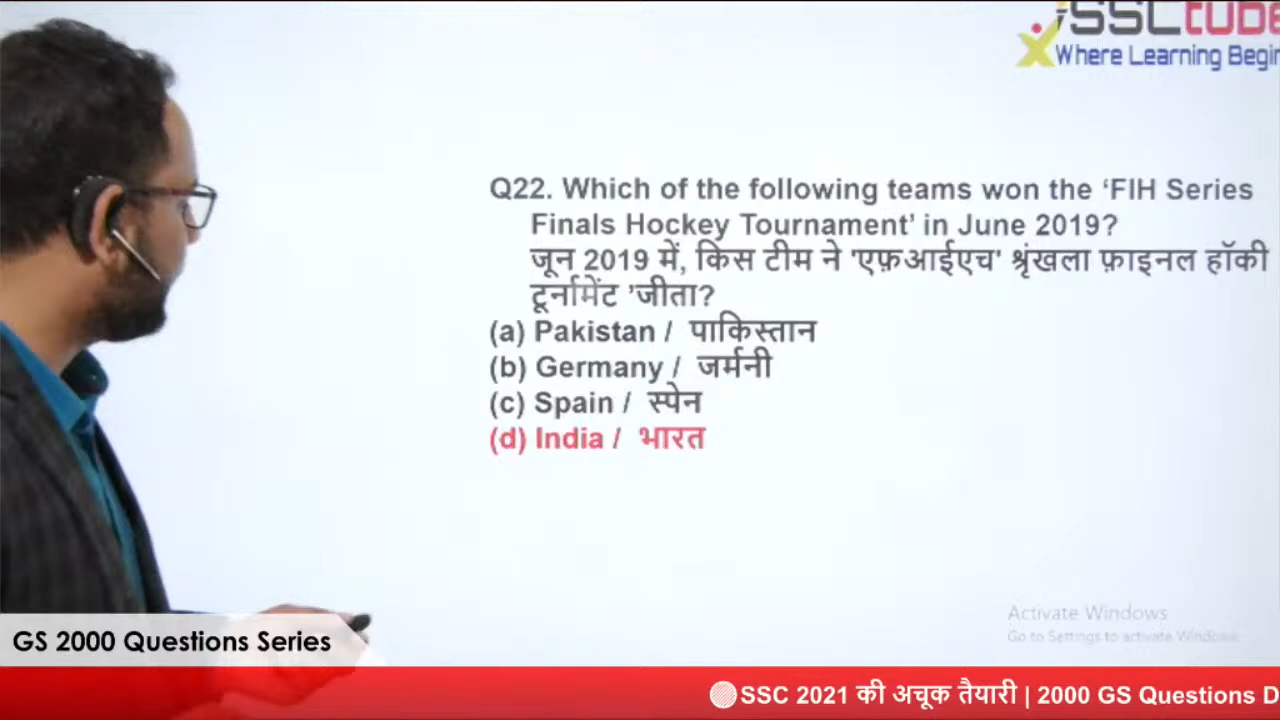 iSSCtube
Where Learning Begin
Q22. Which of the following teams won the ‘FIH Series
Finals Hockey Tournament’ in June 2019?
जून 2019 में, किस टीम ने 'एफ़आईएच' श्रृंखला फ़ाइनल हॉकी
टूर्नामेंट 'जीता?
(a) Pakistan / पाकिस्तान
(b) Germany / जर्मनी
(c) Spain / स्पेन
(d) India / भारत
Activate Windows
Go to Settings to activate Windows.
GS 2000 Questions Series
SSC 2021 की अचूक तैयारी | 2000 GS Questions D